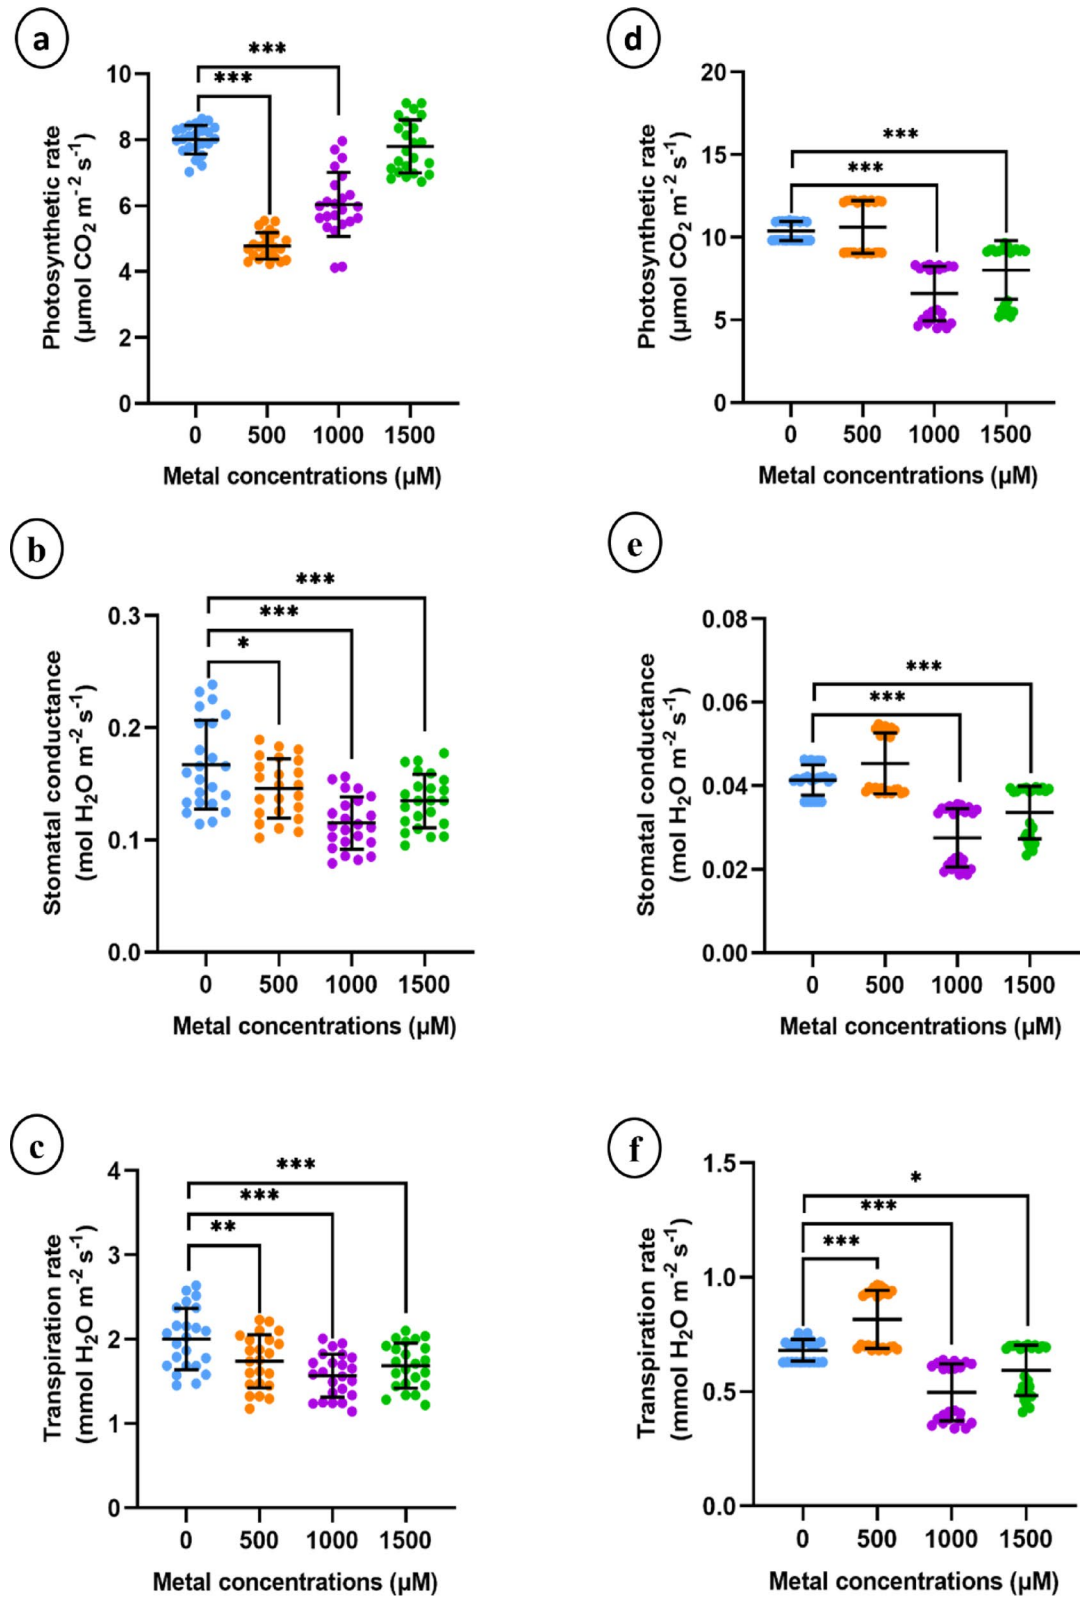 a
***
***
10
8
6
4
2
0
Photosynthetic rate
(µmol CO₂ m⁻² s⁻¹)
0 500 1000 1500
Metal concentrations (µM)
d
***
***
20
15
10
5
0
Photosynthetic rate
(µmol CO₂ m⁻² s⁻¹)
0 500 1000 1500
Metal concentrations (µM)
b
***
***
*
0.3
0.2
0.1
0.0
Stomatal conductance
(mol H₂O m⁻² s⁻¹)
0 500 1000 1500
Metal concentrations (µM)
e
***
***
0.08
0.06
0.04
0.02
0.00
Stomatal conductance
(mol H₂O m⁻² s⁻¹)
0 500 1000 1500
Metal concentrations (µM)
c
***
***
**
4
3
2
1
0
Transpiration rate
(mmol H₂O m⁻² s⁻¹)
0 500 1000 1500
Metal concentrations (µM)
f
*
***
***
1.5
1.0
0.5
0.0
Transpiration rate
(mmol H₂O m⁻² s⁻¹)
0 500 1000 1500
Metal concentrations (µM)